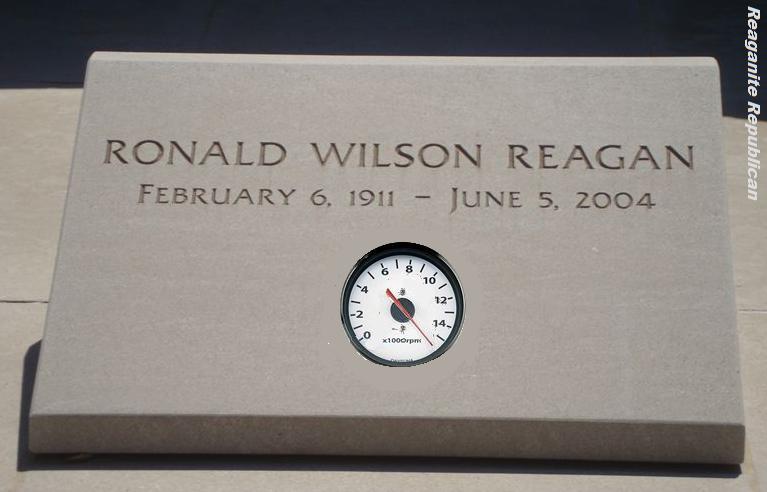 Reaganite Republican
RONALD WILSON REAGAN
FEBRUARY 6, 1911 – JUNE 5, 2004
0 2 4 6 8 10 12 14
x1000rpm